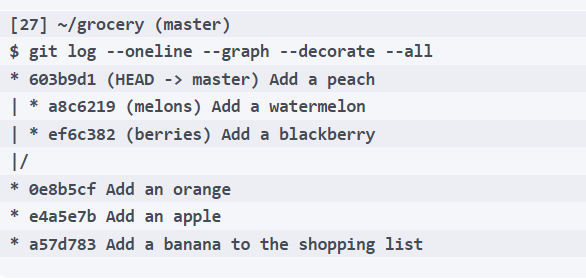 [27] ~/grocery (master)
$ git log --oneline --graph --decorate --all
* 603b9d1 (HEAD -> master) Add a peach
| * a8c6219 (melons) Add a watermelon
| * ef6c382 (berries) Add a blackberry
|/
* 0e8b5cf Add an orange
* e4a5e7b Add an apple
* a57d783 Add a banana to the shopping list